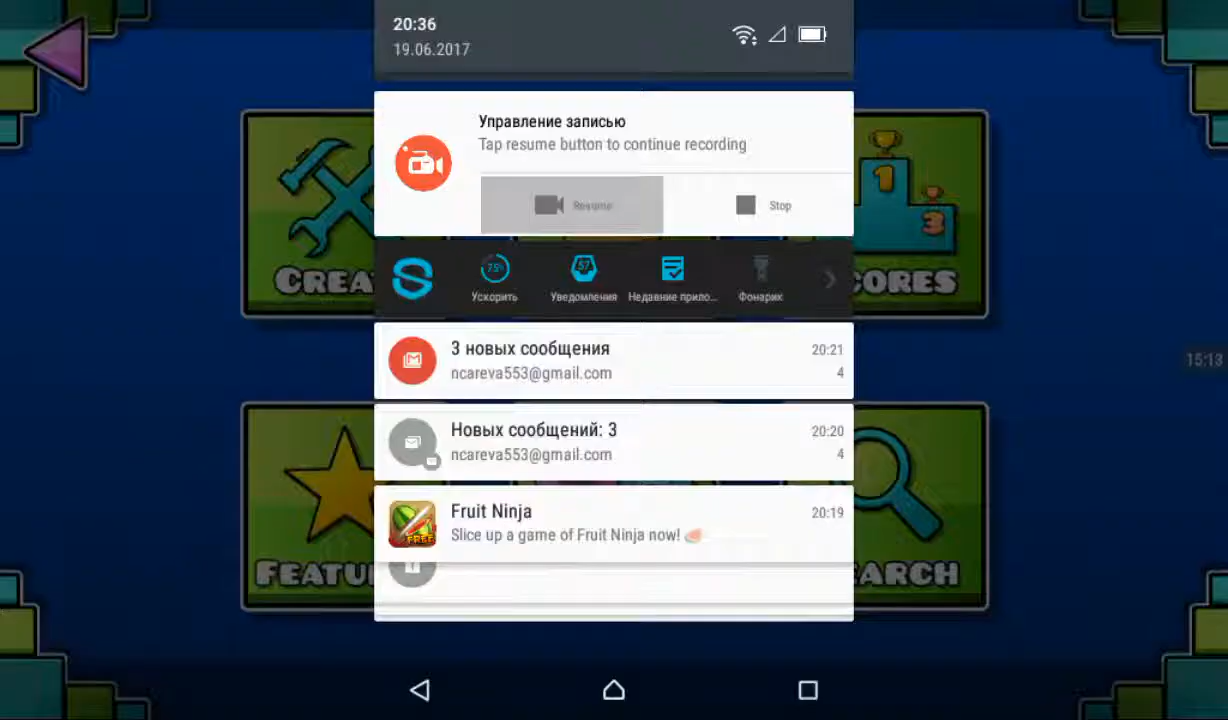 20:36
19.06.2017
Управление записью
Tap resume button to continue recording
Resume
Stop
75%
57
Ускорить
Уведомления
Недавние прило...
Фонарик
1
3
CREA
CORES
3 новых сообщения
20:21
ncareva553@gmail.com
4
15:13
Новых сообщений: 3
20:20
ncareva553@gmail.com
4
Fruit Ninja
20:19
Slice up a game of Fruit Ninja now!
FREE
FEATU
ARCH